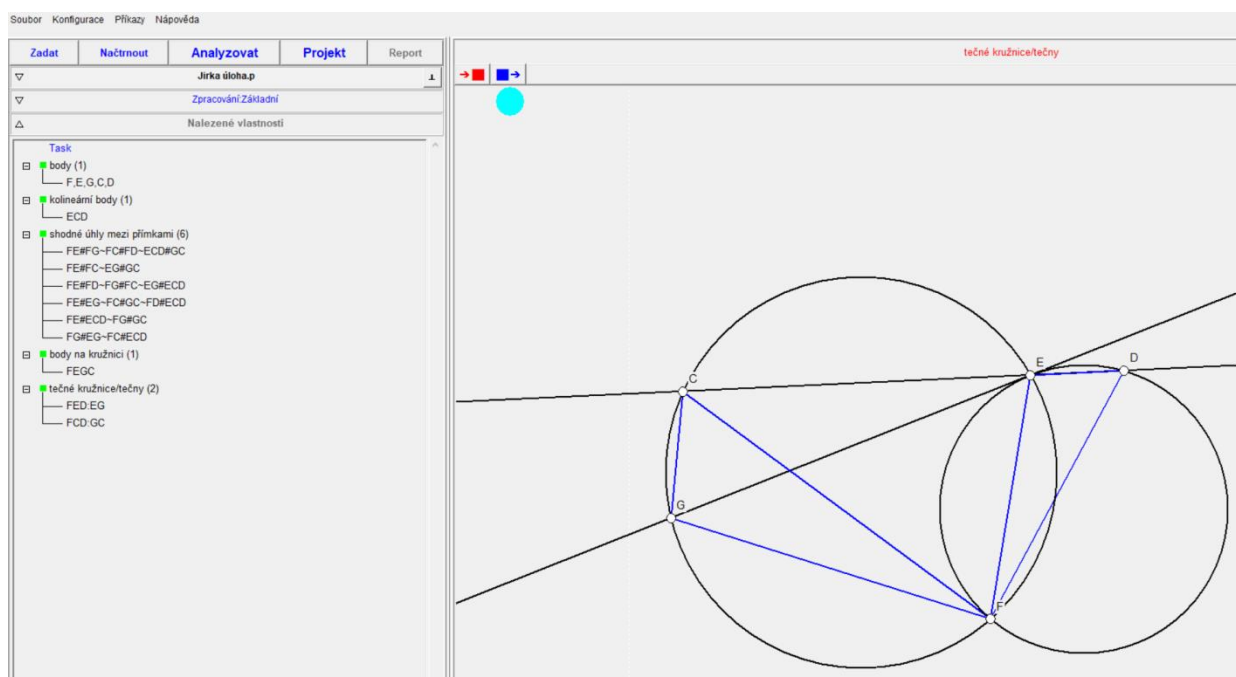 Soubor Konfigurace Příkazy Nápověda
Zadat Načtrnout Analyzovat Projekt Report
Jirka úloha.p
Zpracování:Základní
Nalezené vlastnosti
Task
body (1)
F,E,G,C,D
kolineární body (1)
ECD
shodné úhly mezi přímkami (6)
FE#FG~FC#FD~ECD#GC
FE#FC~EG#GC
FE#FD~FG#FC~EG#ECD
FE#EG~FC#GC~FD#ECD
FE#ECD~FG#GC
FG#EG~FC#ECD
body na kružnici (1)
FEGC
tečné kružnice/tečny (2)
FED:EG
FCD:GC
tečné kružnice/tečny
E
D
C
G
F